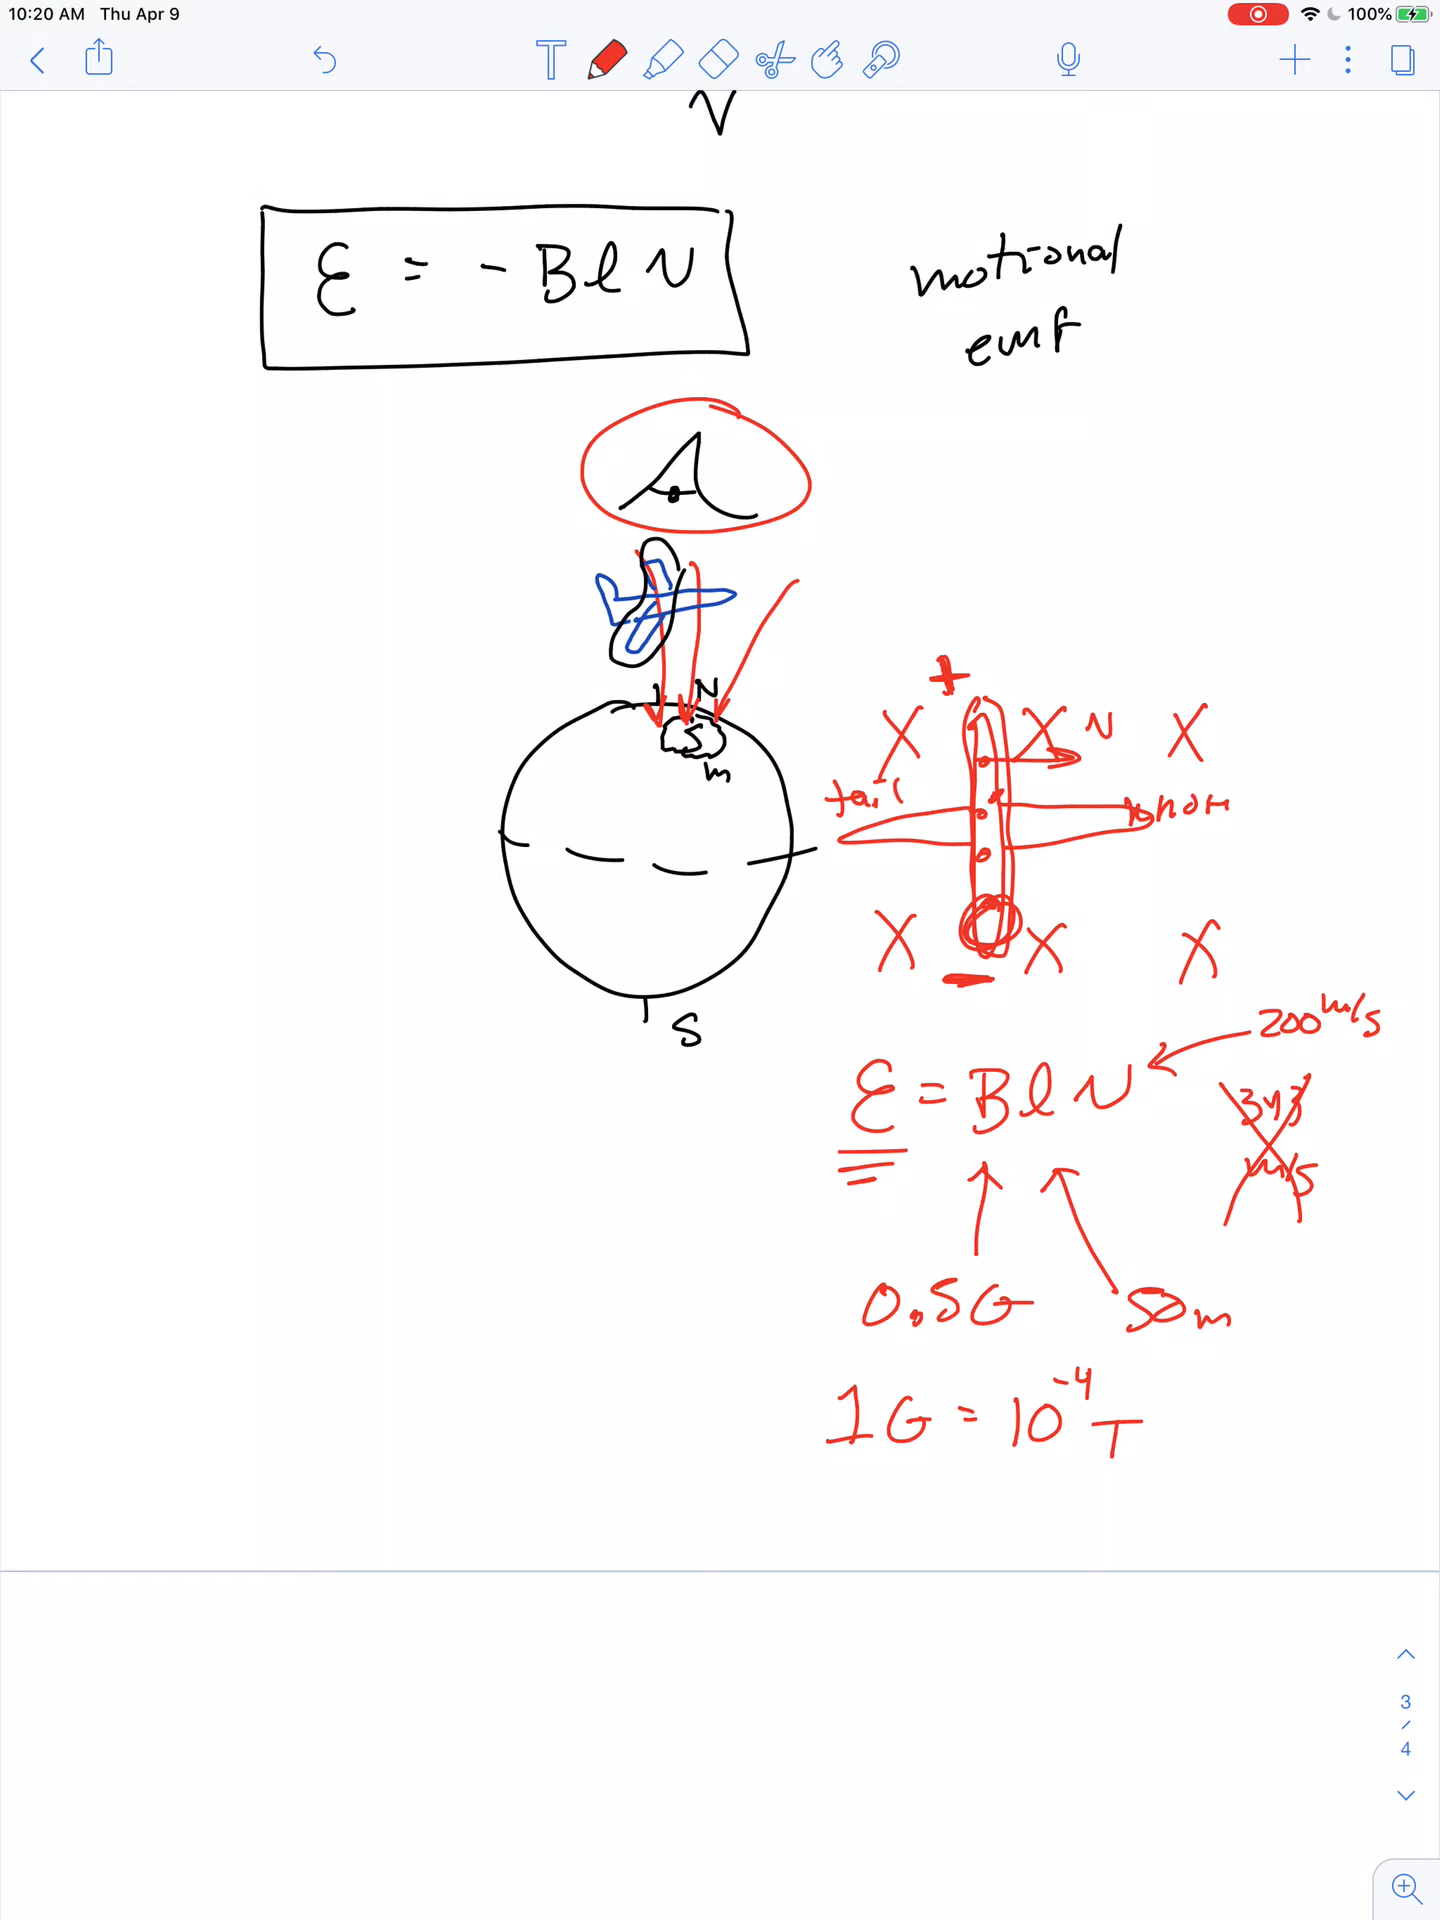 10:20 AM Thu Apr 9
100%
T
v
ℰ = - B l v
motional
emf
N
S
m
S
+
X X v X
tail
nose
X X X
-
200 m/s
ℰ = B l v
343
m/s
0.5G
50m
1G = 10⁻⁴ T
3
/
4